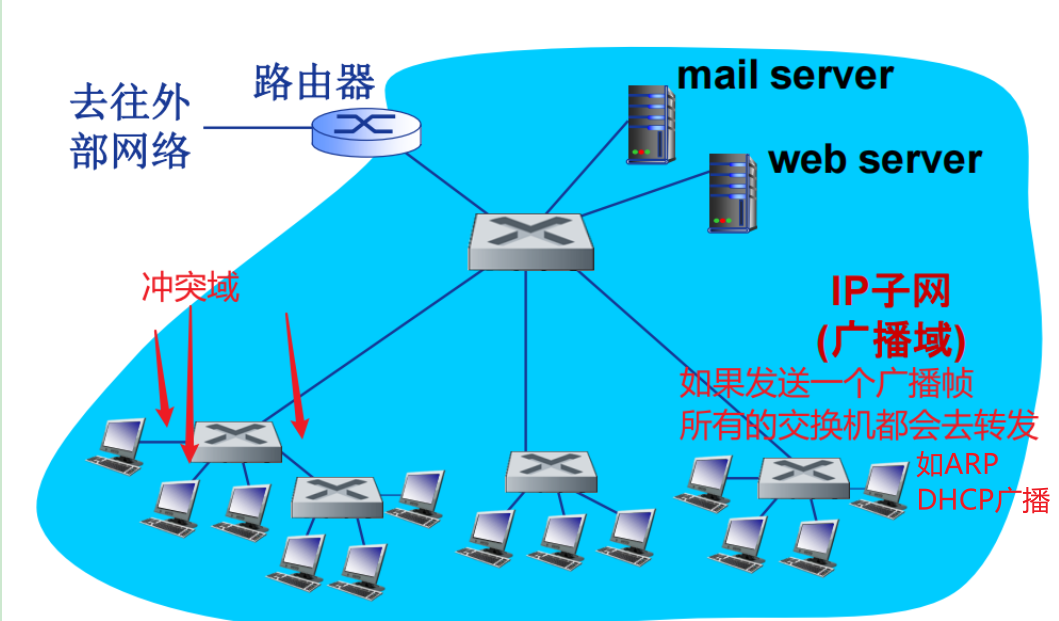 mail server
路由器
去往外
部网络
web server
冲突域
IP子网
(广播域)
如果发送一个广播帧
所有的交换机都会去转发
如ARP
DHCP广播